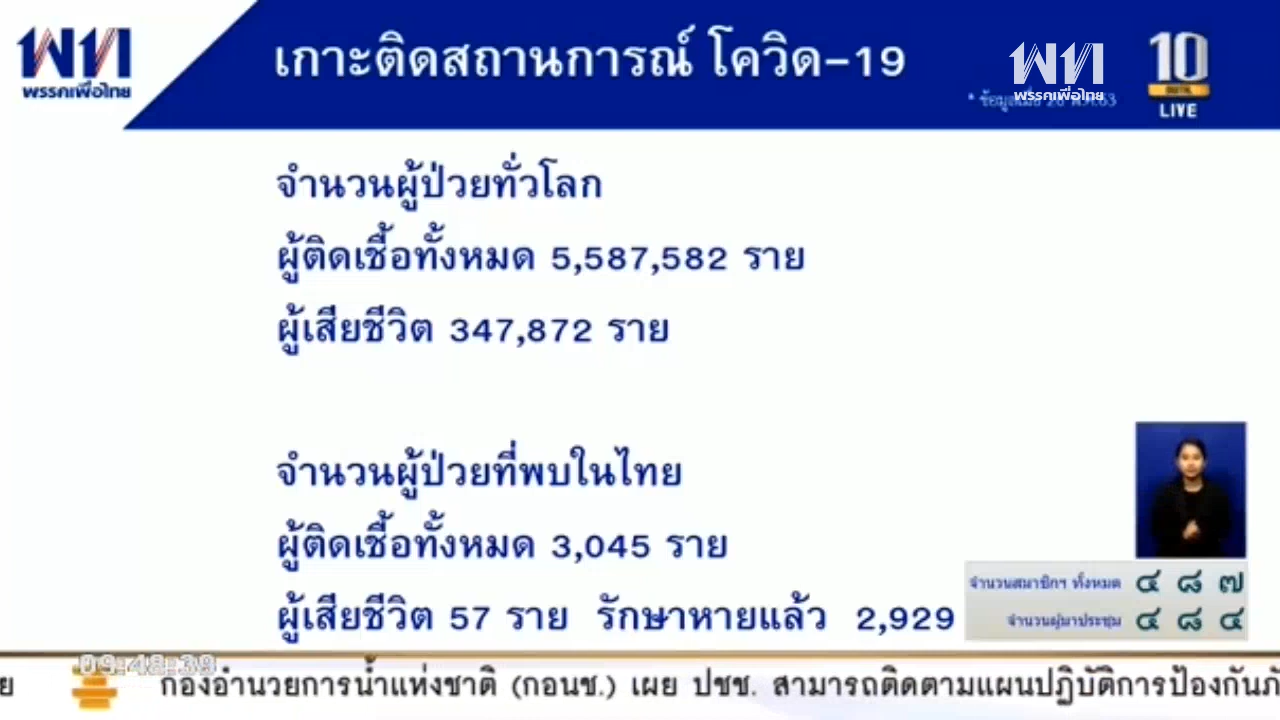 พท
พรรคเพื่อไทย
เกาะติดสถานการณ์ โควิด-19
พท
พรรคเพื่อไทย
* ข้อมูลเมื่อ
10
LIVE
จำนวนผู้ป่วยทั่วโลก
ผู้ติดเชื้อทั้งหมด 5,587,582 ราย
ผู้เสียชีวิต 347,872 ราย
จำนวนผู้ป่วยที่พบในไทย
ผู้ติดเชื้อทั้งหมด 3,045 ราย
ผู้เสียชีวิต 57 ราย รักษาหายแล้ว 2,929
จำนวนสมาชิกฯ ทั้งหมด ๔ ๘ ๗
จำนวนผู้มาประชุม ๔ ๘ ๔
09:48:39
ย กองอำนวยการน้ำแห่งชาติ (กอนช.) เผย ปชช. สามารถติดตามแผนปฏิบัติการป้องกันภั